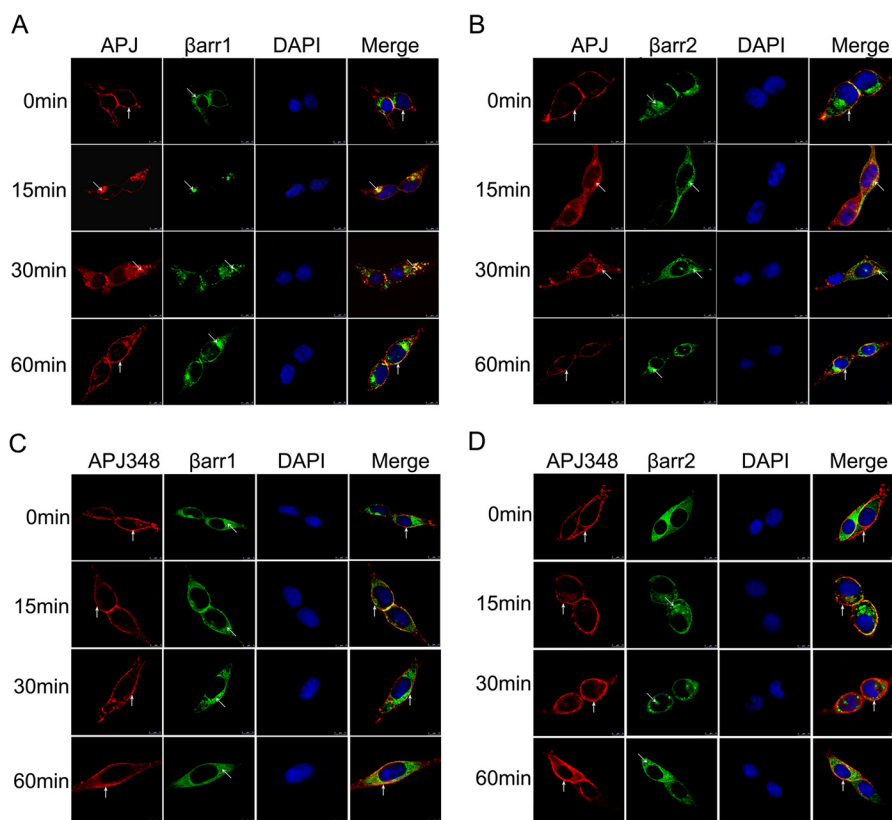 A
APJ βarr1 DAPI Merge
0min
15min
30min
60min
B
APJ βarr2 DAPI Merge
0min
15min
30min
60min
C
APJ348 βarr1 DAPI Merge
0min
15min
30min
60min
D
APJ348 βarr2 DAPI Merge
0min
15min
30min
60min